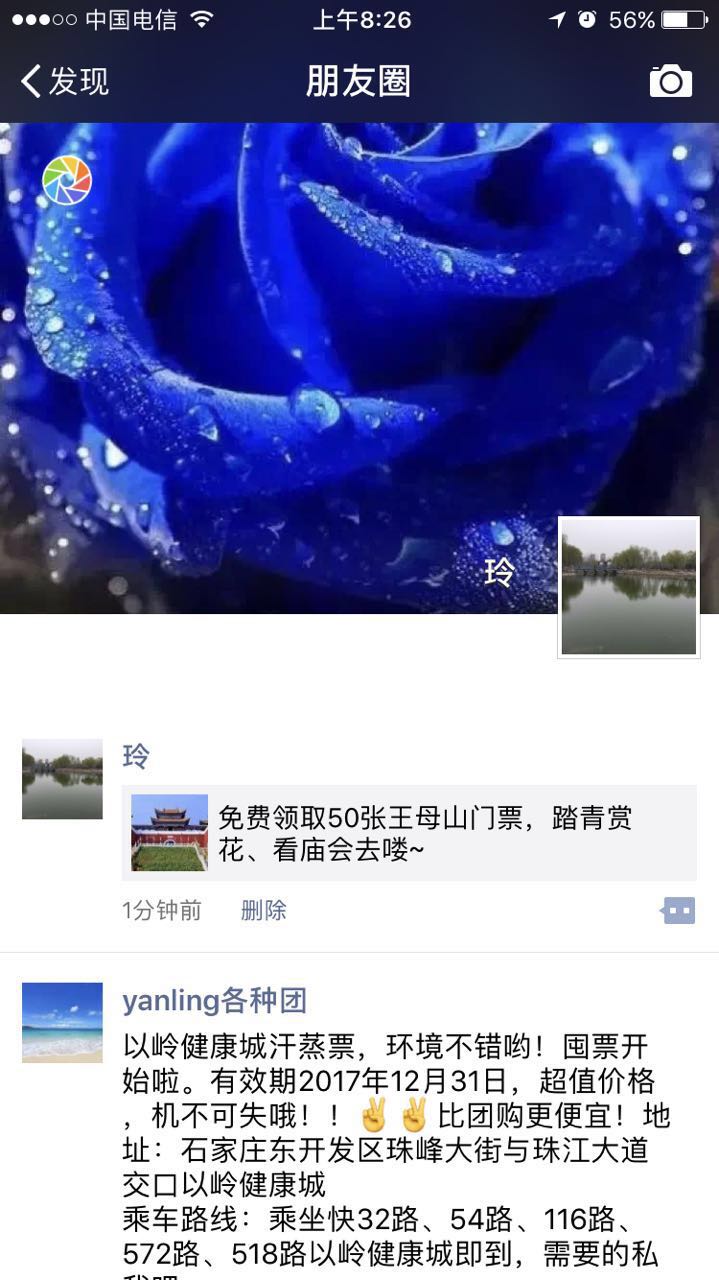 中国电信 上午8:26 56%
发现 朋友圈
玲
玲
免费领取50张王母山门票，踏青赏
花、看庙会去喽~
1分钟前 删除
yanling各种团
以岭健康城汗蒸票，环境不错哟！囤票开
始啦。有效期2017年12月31日，超值价格
，机不可失哦！！✌✌比团购更便宜！地
址：石家庄东开发区珠峰大街与珠江大道
交口以岭健康城
乘车路线：乘坐快32路、54路、116路、
572路、518路以岭健康城即到，需要的私